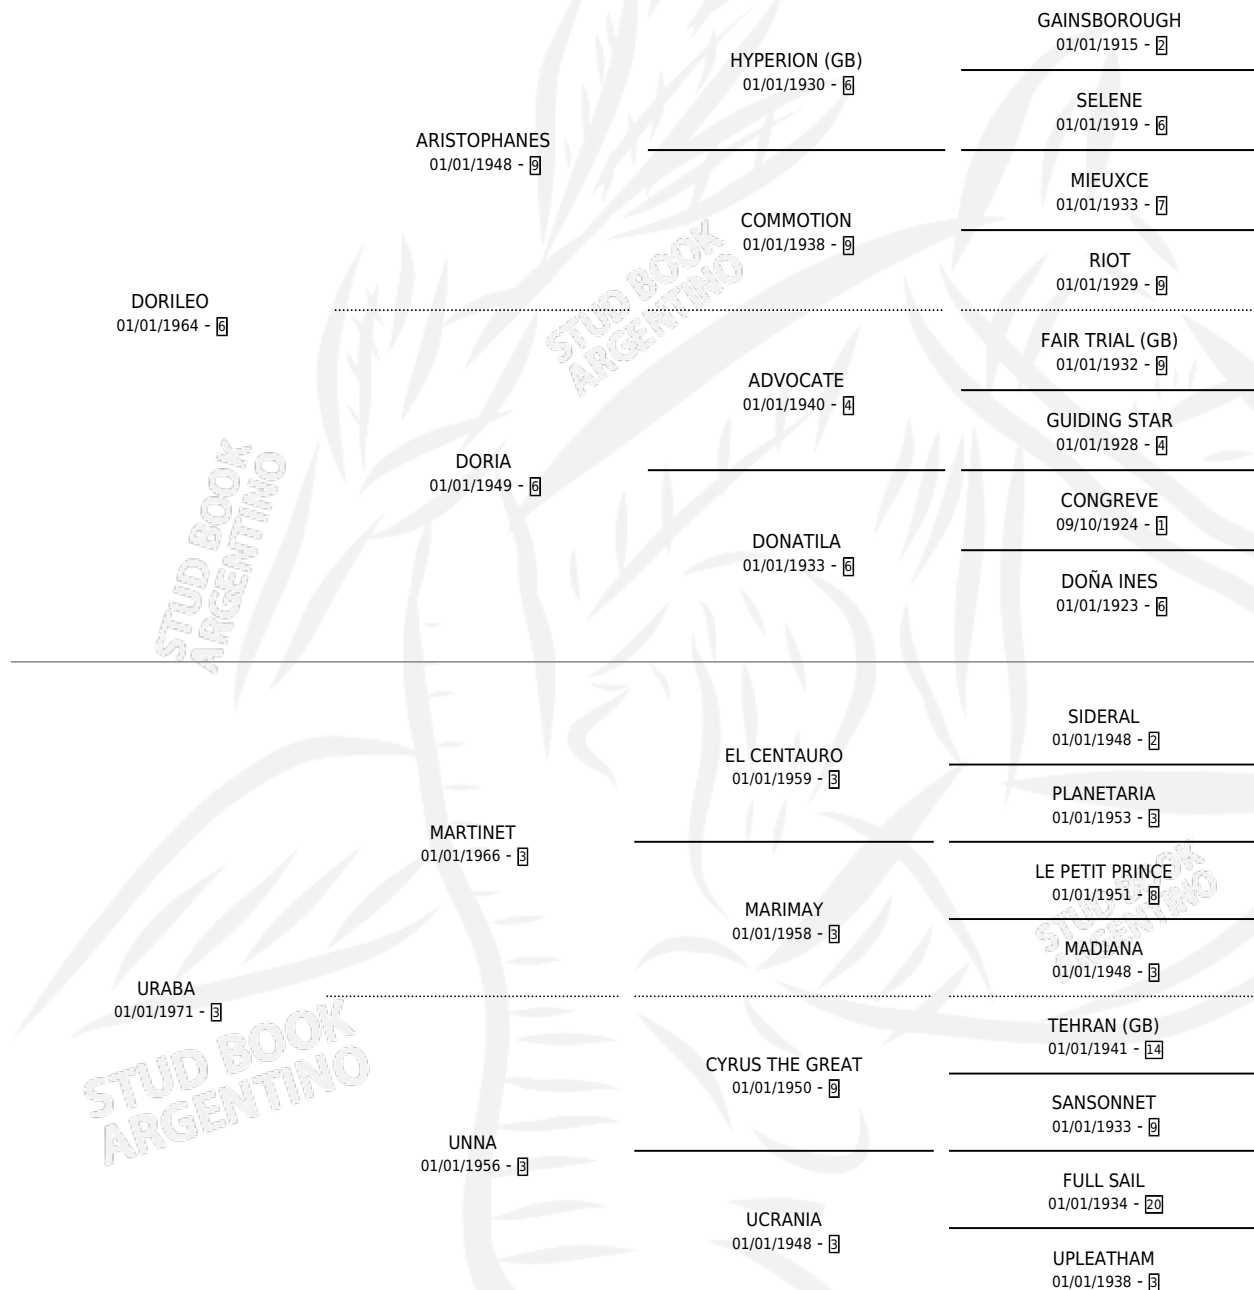 GAINSBOROUGH
01/01/1915 - 2
HYPERION (GB)
01/01/1930 - 6
SELENE
01/01/1919 - 6
ARISTOPHANES
01/01/1948 - 9
MIEUXCE
01/01/1933 - 7
COMMOTION
01/01/1938 - 9
RIOT
01/01/1929 - 9
DORILEO
01/01/1964 - 6
FAIR TRIAL (GB)
01/01/1932 - 9
ADVOCATE
01/01/1940 - 4
GUIDING STAR
01/01/1928 - 4
DORIA
01/01/1949 - 6
CONGREVE
09/10/1924 - 1
DONATILA
01/01/1933 - 6
DOÑA INES
01/01/1923 - 6
SIDERAL
01/01/1948 - 2
EL CENTAURO
01/01/1959 - 3
PLANETARIA
01/01/1953 - 3
MARTINET
01/01/1966 - 3
LE PETIT PRINCE
01/01/1951 - 8
MARIMAY
01/01/1958 - 3
MADIANA
01/01/1948 - 3
URABA
01/01/1971 - 3
TEHRAN (GB)
01/01/1941 - 14
CYRUS THE GREAT
01/01/1950 - 9
SANSONNET
01/01/1933 - 9
UNNA
01/01/1956 - 3
FULL SAIL
01/01/1934 - 20
UCRANIA
01/01/1948 - 3
UPLEATHAM
01/01/1938 - 3
STUD BOOK
ARGENTINO
STUD BOOK
ARGENTINO
STUD BOOK
ARGENTINO
STUD BOOK
ARGENTINO